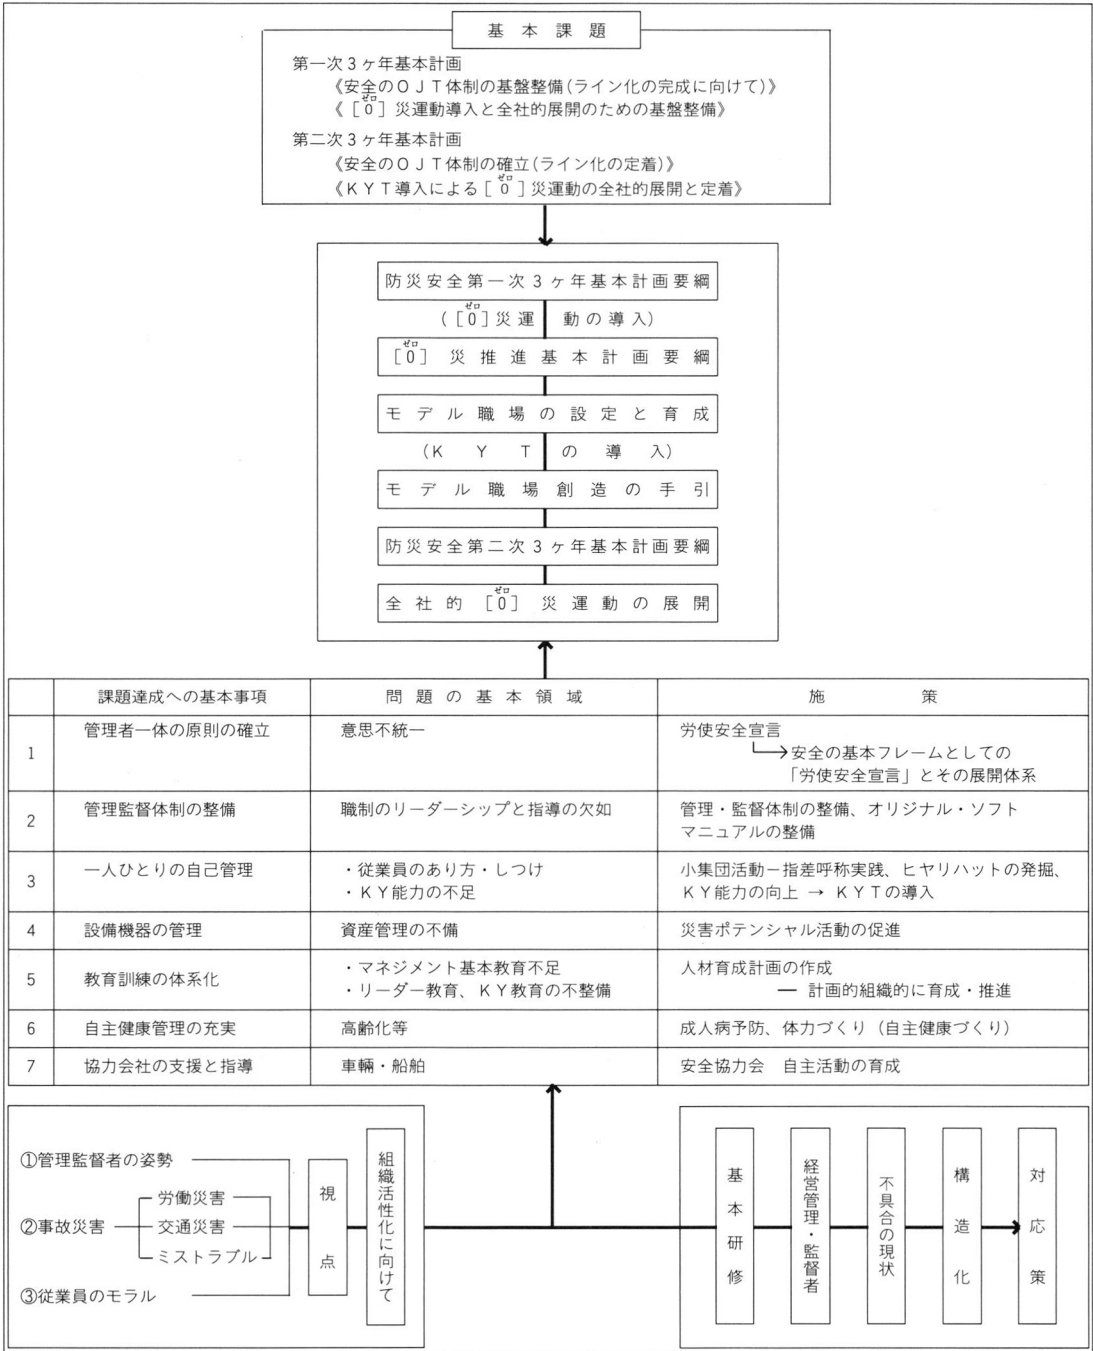 基本課題
第一次3ヶ年基本計画
《安全のOJT体制の基盤整備(ライン化の完成に向けて)》
《[0]災運動導入と全社的展開のための基盤整備》
ゼロ
第二次3ヶ年基本計画
《安全のOJT体制の確立(ライン化の定着)》
《KYT導入による[0]災運動の全社的展開と定着》
ゼロ
防災安全第一次3ヶ年基本計画要綱
([0]災運動の導入)
ゼロ
[0]災推進基本計画要綱
ゼロ
モデル職場の設定と育成
(KYTの導入)
モデル職場創造の手引
防災安全第二次3ヶ年基本計画要綱
全社的[0]災運動の展開
ゼロ
課題達成への基本事項 問題の基本領域 施策
1 管理者一体の原則の確立 意思不統一 労使安全宣言
安全の基本フレームとしての
「労使安全宣言」とその展開体系
2 管理監督体制の整備 職制のリーダーシップと指導の欠如 管理・監督体制の整備、オリジナル・ソフト
マニュアルの整備
3 一人ひとりの自己管理 ・従業員のあり方・しつけ 小集団活動−指差呼称実践、ヒヤリハットの発掘、
・KY能力の不足 KY能力の向上 → KYTの導入
4 設備機器の管理 資産管理の不備 災害ポテンシャル活動の促進
5 教育訓練の体系化 ・マネジメント基本教育不足 人材育成計画の作成
・リーダー教育、KY教育の不整備 ― 計画的組織的に育成・推進
6 自主健康管理の充実 高齢化等 成人病予防、体力づくり(自主健康づくり)
7 協力会社の支援と指導 車輛・船舶 安全協力会 自主活動の育成
①管理監督者の姿勢
②事故災害
労働災害
交通災害
ミストラブル
③従業員のモラル
視点
組織活性化に向けて
基本研修
経営管理・監督者
不具合の現状
構造化
対応策